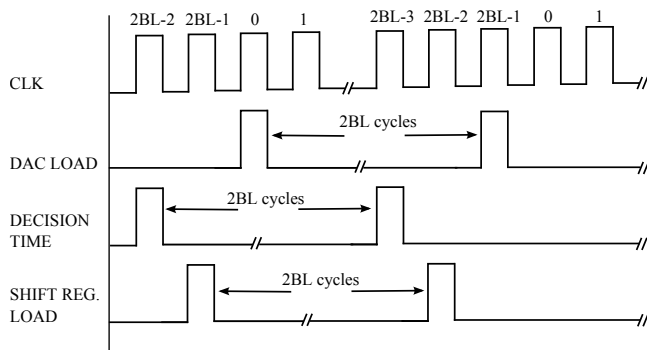 2BL-2 2BL-1 0 1 2BL-3 2BL-2 2BL-1 0 1
CLK
2BL cycles
DAC LOAD
2BL cycles
DECISION
TIME
2BL cycles
SHIFT REG.
LOAD